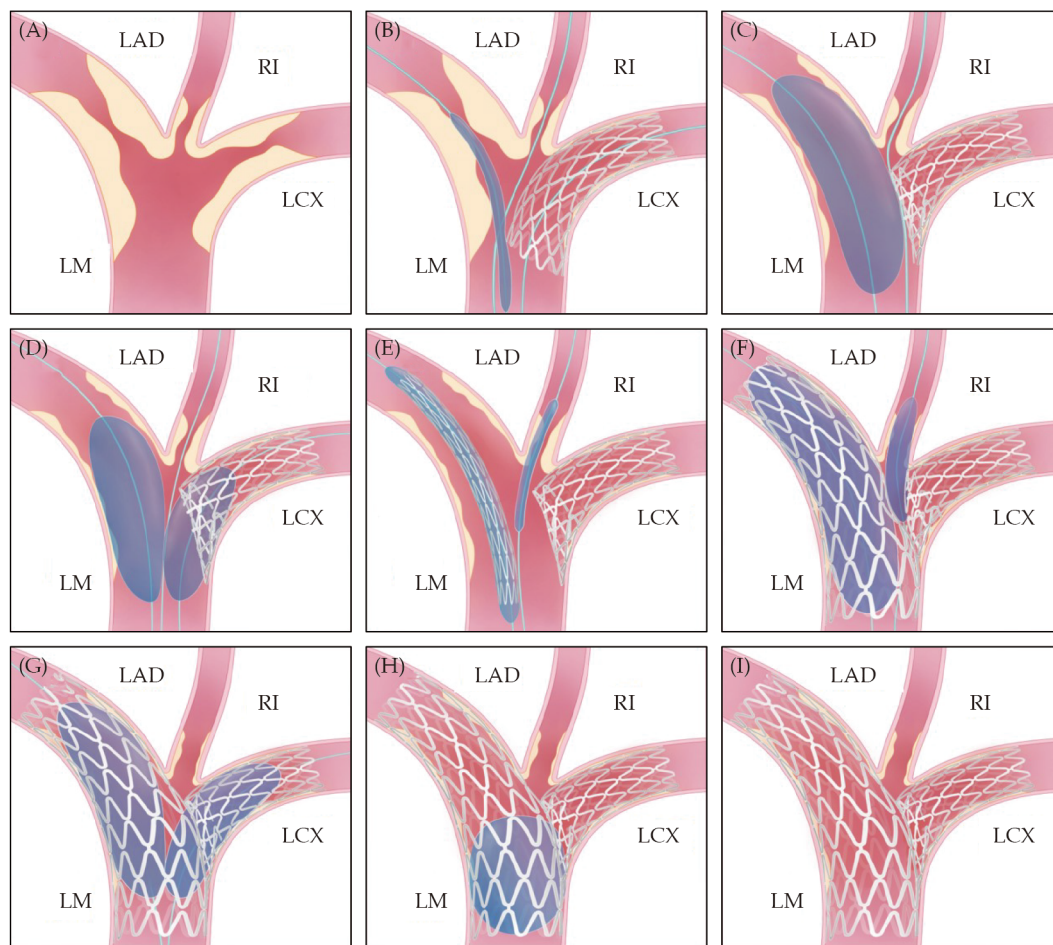 (A)
LAD
RI
LCX
LM
(B)
LAD
RI
LCX
LM
(C)
LAD
RI
LCX
LM
(D)
LAD
RI
LCX
LM
(E)
LAD
RI
LCX
LM
(F)
LAD
RI
LCX
LM
(G)
LAD
RI
LCX
LM
(H)
LAD
RI
LCX
LM
(I)
LAD
RI
LCX
LM